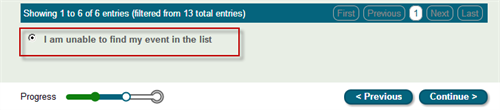 Showing 1 to 6 of 6 entries (filtered from 13 total entries) First Previous 1 Next Last
I am unable to find my event in the list
Progress < Previous Continue >